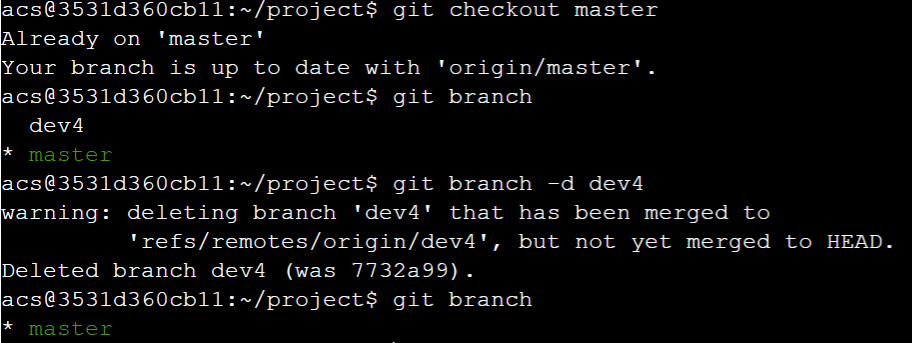 acs@3531d360cb11:~/project$ git checkout master
Already on 'master'
Your branch is up to date with 'origin/master'.
acs@3531d360cb11:~/project$ git branch
  dev4
* master
acs@3531d360cb11:~/project$ git branch -d dev4
warning: deleting branch 'dev4' that has been merged to
         'refs/remotes/origin/dev4', but not yet merged to HEAD.
Deleted branch dev4 (was 7732a99).
acs@3531d360cb11:~/project$ git branch
* master